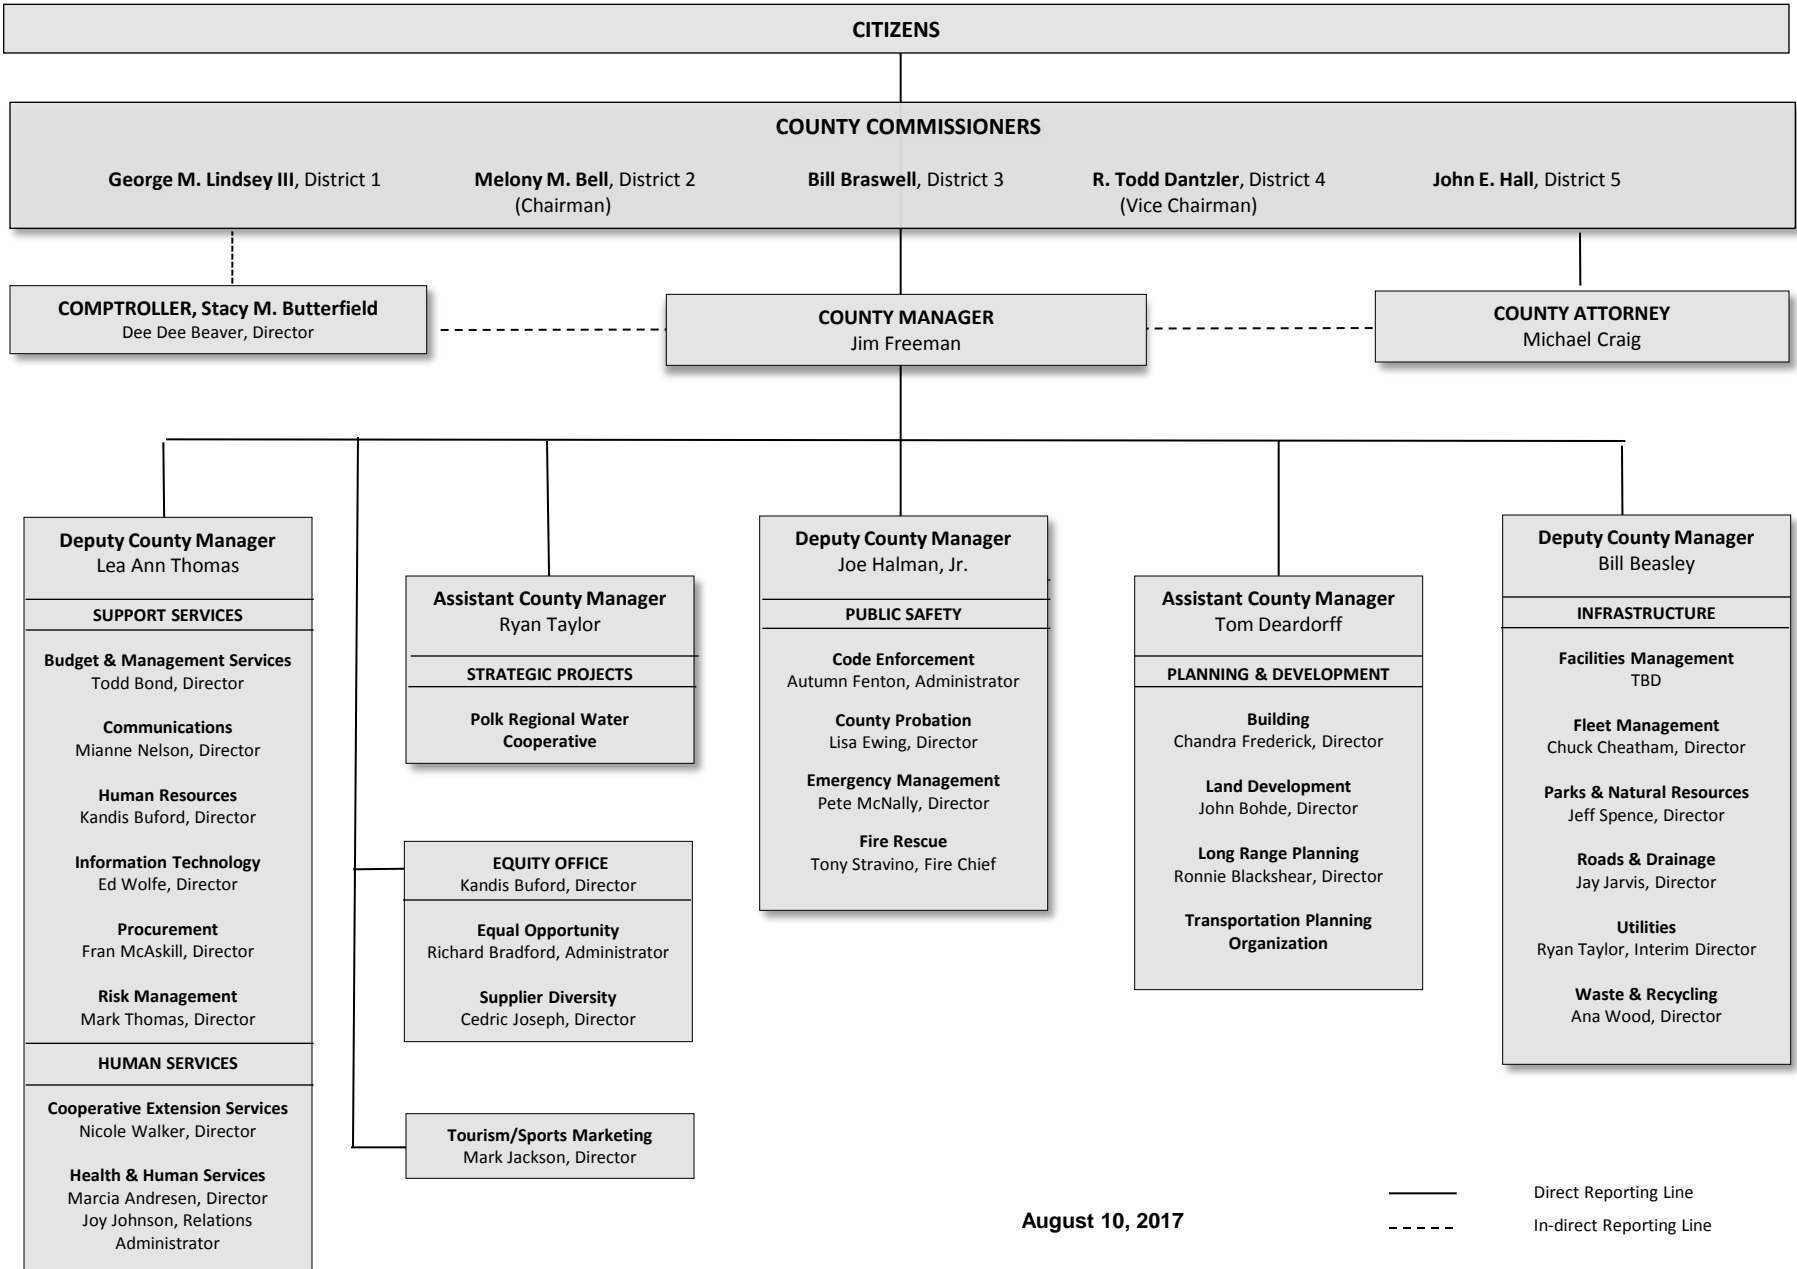 CITIZENS
COUNTY COMMISSIONERS
George M. Lindsey III, District 1
Melony M. Bell, District 2
(Chairman)
Bill Braswell, District 3
R. Todd Dantzler, District 4
(Vice Chairman)
John E. Hall, District 5
COMPTROLLER, Stacy M. Butterfield
Dee Dee Beaver, Director
COUNTY MANAGER
Jim Freeman
COUNTY ATTORNEY
Michael Craig
Deputy County Manager
Lea Ann Thomas
SUPPORT SERVICES
Budget & Management Services
Todd Bond, Director
Communications
Mianne Nelson, Director
Human Resources
Kandis Buford, Director
Information Technology
Ed Wolfe, Director
Procurement
Fran McAskill, Director
Risk Management
Mark Thomas, Director
HUMAN SERVICES
Cooperative Extension Services
Nicole Walker, Director
Health & Human Services
Marcia Andresen, Director
Joy Johnson, Relations
Administrator
Assistant County Manager
Ryan Taylor
STRATEGIC PROJECTS
Polk Regional Water
Cooperative
EQUITY OFFICE
Kandis Buford, Director
Equal Opportunity
Richard Bradford, Administrator
Supplier Diversity
Cedric Joseph, Director
Tourism/Sports Marketing
Mark Jackson, Director
Deputy County Manager
Joe Halman, Jr.
PUBLIC SAFETY
Code Enforcement
Autumn Fenton, Administrator
County Probation
Lisa Ewing, Director
Emergency Management
Pete McNally, Director
Fire Rescue
Tony Stravino, Fire Chief
Assistant County Manager
Tom Deardorff
PLANNING & DEVELOPMENT
Building
Chandra Frederick, Director
Land Development
John Bohde, Director
Long Range Planning
Ronnie Blackshear, Director
Transportation Planning
Organization
Deputy County Manager
Bill Beasley
INFRASTRUCTURE
Facilities Management
TBD
Fleet Management
Chuck Cheatham, Director
Parks & Natural Resources
Jeff Spence, Director
Roads & Drainage
Jay Jarvis, Director
Utilities
Ryan Taylor, Interim Director
Waste & Recycling
Ana Wood, Director
August 10, 2017
Direct Reporting Line
In-direct Reporting Line